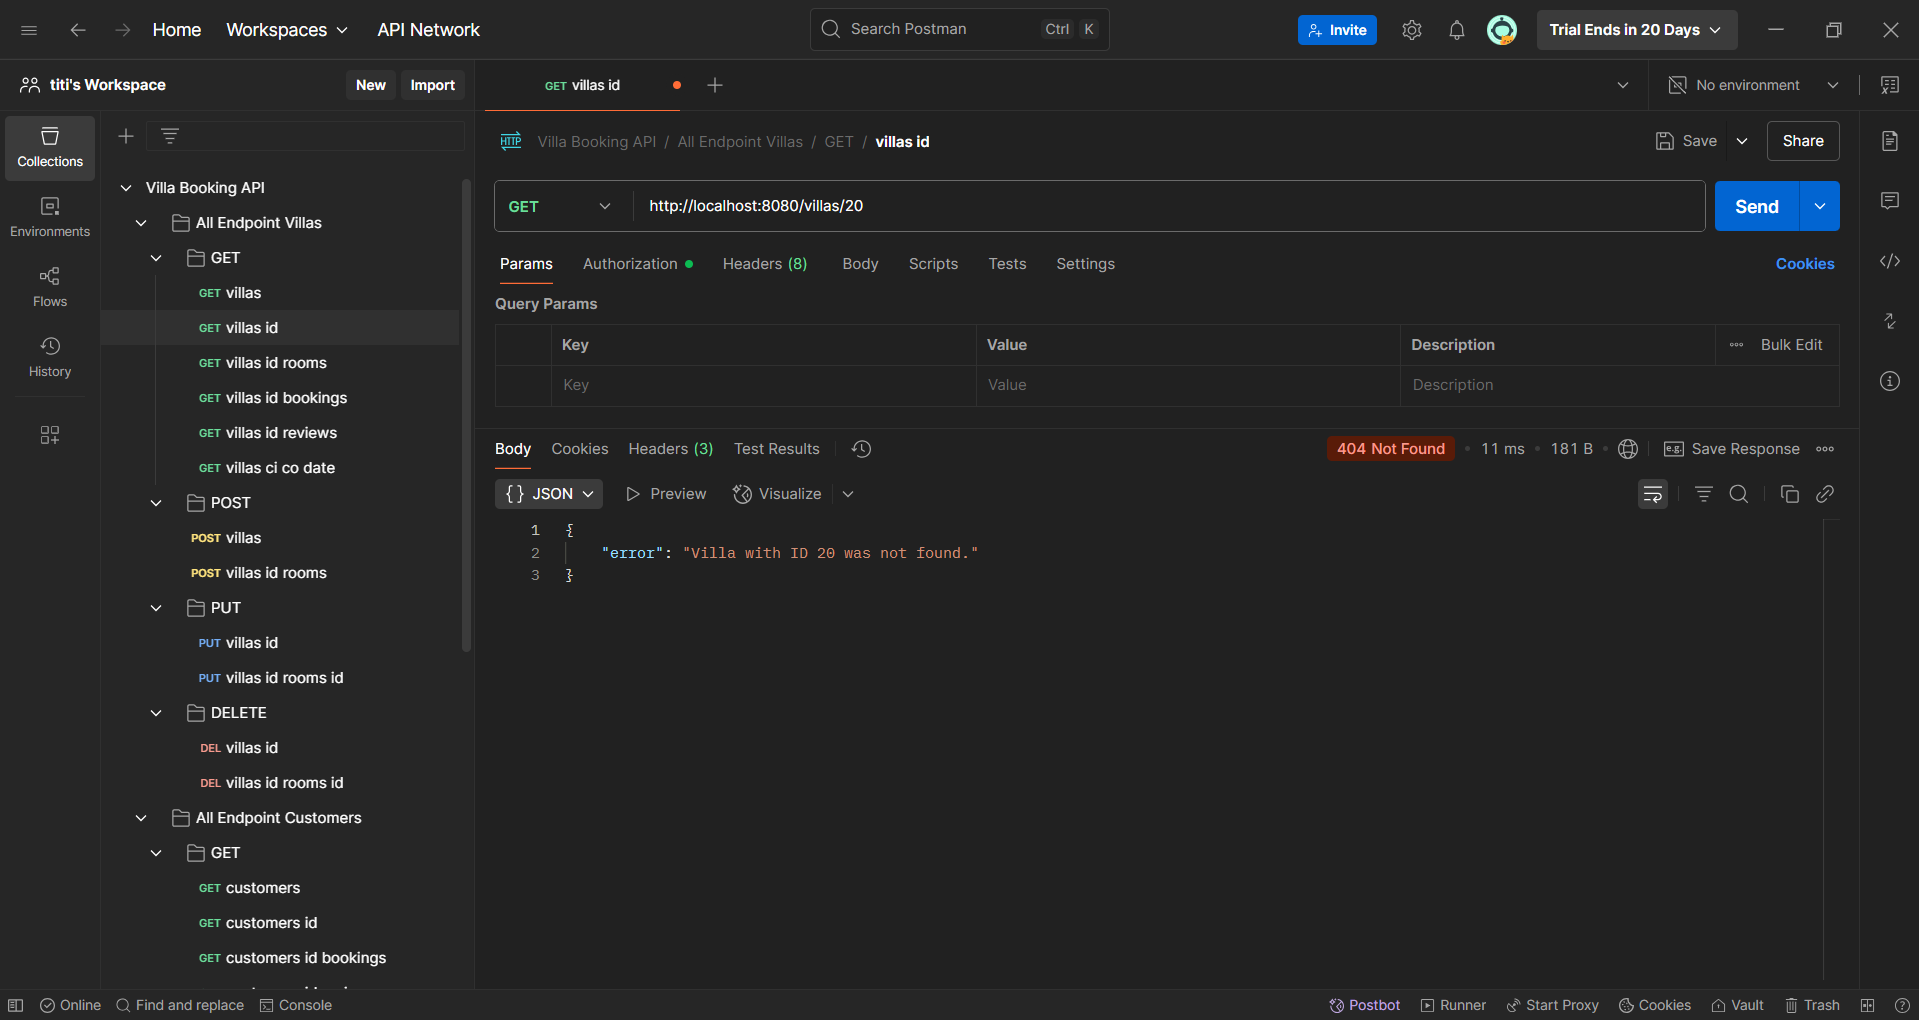 Home
Workspaces
API Network
Search Postman
Ctrl K
Invite
Trial Ends in 20 Days
titi's Workspace
New
Import
GET villas id
No environment
Collections
Environments
Flows
History
Villa Booking API
All Endpoint Villas
GET
GET villas
GET villas id
GET villas id rooms
GET villas id bookings
GET villas id reviews
GET villas ci co date
POST
POST villas
POST villas id rooms
PUT
PUT villas id
PUT villas id rooms id
DELETE
DEL villas id
DEL villas id rooms id
All Endpoint Customers
GET
GET customers
GET customers id
GET customers id bookings
HTTP Villa Booking API / All Endpoint Villas / GET / villas id
Save
Share
GET
http://localhost:8080/villas/20
Send
Params
Authorization
Headers (8)
Body
Scripts
Tests
Settings
Cookies
Query Params
Key
Value
Description
Bulk Edit
Key
Value
Description
Body
Cookies
Headers (3)
Test Results
404 Not Found
11 ms
181 B
e.g. Save Response
{} JSON
Preview
Visualize
1 {
2 "error": "Villa with ID 20 was not found."
3 }
Online
Find and replace
Console
Postbot
Runner
Start Proxy
Cookies
Vault
Trash